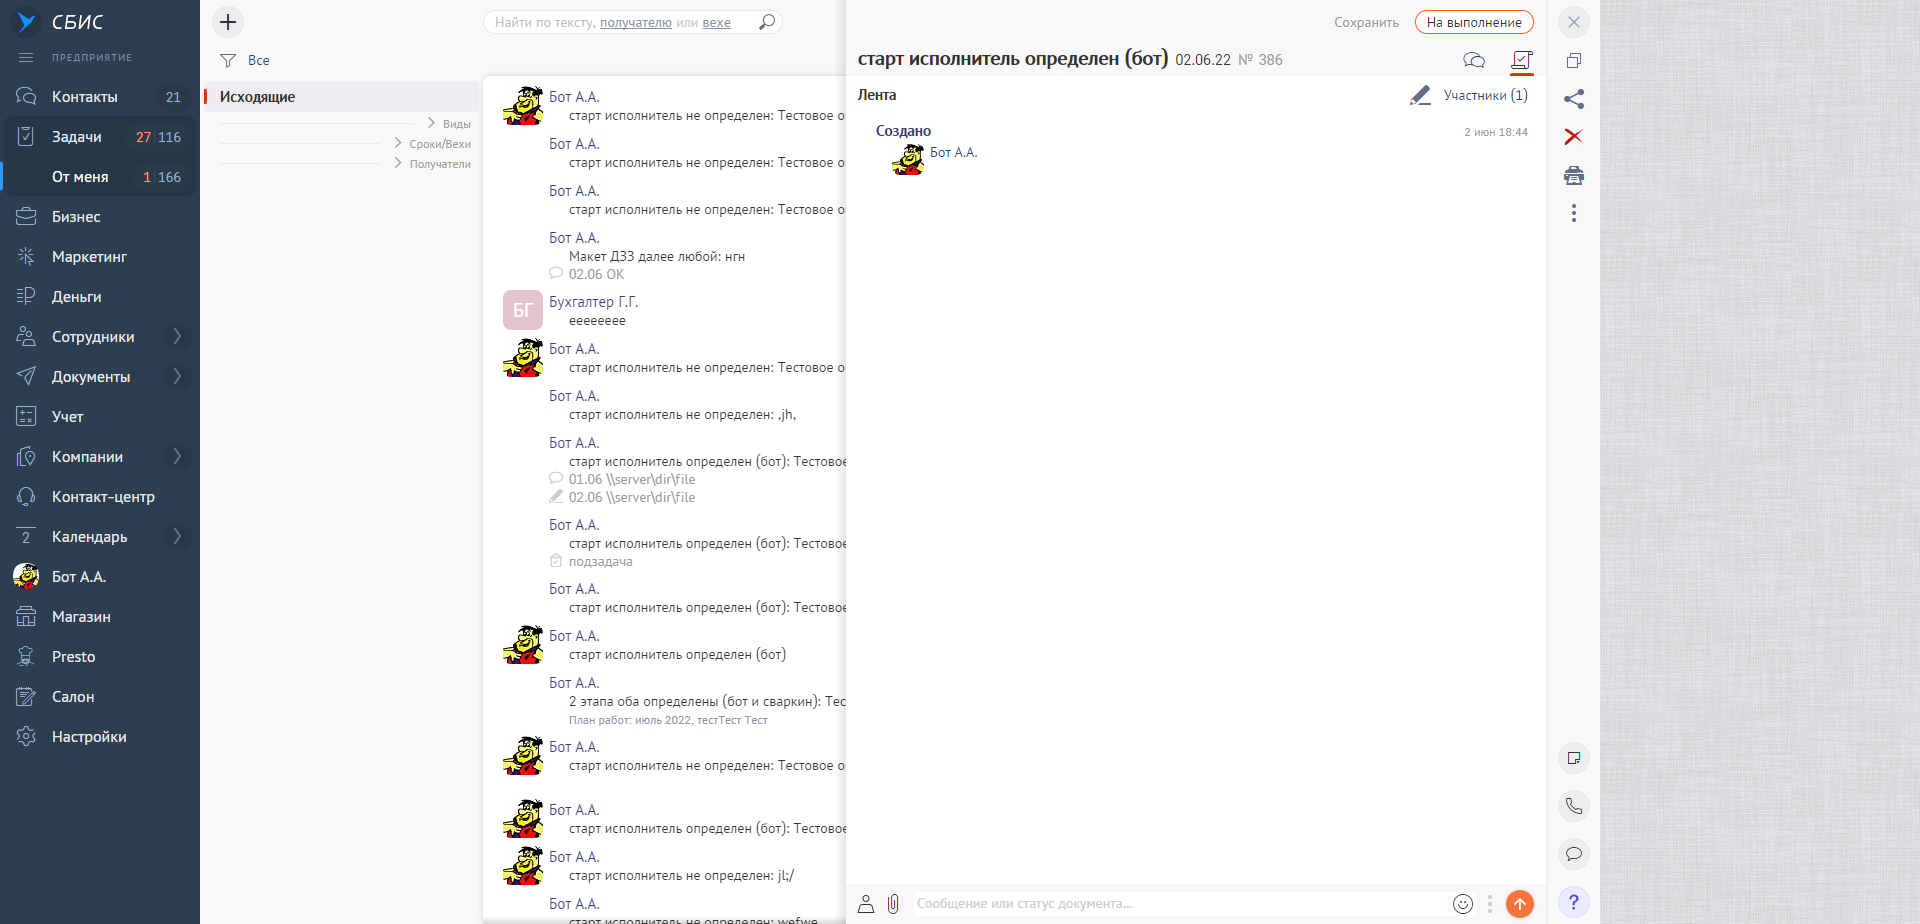 СБИС
ПРЕДПРИЯТИЕ
Контакты 21
Задачи 27 116
От меня 1 166
Бизнес
Маркетинг
Деньги
Сотрудники
Документы
Учет
Компании
Контакт-центр
2 Календарь
Бот А.А.
Магазин
Presto
Салон
Настройки
Найти по тексту, получателю или вехе
Все
Исходящие
Виды
Сроки/Вехи
Получатели
Бот А.А.
старт исполнитель не определен: Тестовое о
Бот А.А.
старт исполнитель не определен: Тестовое о
Бот А.А.
старт исполнитель не определен: Тестовое о
Бот А.А.
Макет ДЗЗ далее любой: нгн
02.06 ОК
БГ
Бухгалтер Г.Г.
еееееееe
Бот А.А.
старт исполнитель не определен: Тестовое о
Бот А.А.
старт исполнитель не определен: ,jh,
Бот А.А.
старт исполнитель определен (бот): Тестовое
01.06 \\server\dir\file
02.06 \\server\dir\file
Бот А.А.
старт исполнитель определен (бот): Тестовое
подзадача
Бот А.А.
старт исполнитель определен (бот): Тестовое
Бот А.А.
старт исполнитель определен (бот)
Бот А.А.
2 этапа оба определены (бот и сваркин): Тес
План работ: июль 2022, тестТест Тест
Бот А.А.
старт исполнитель не определен: Тестовое о
Бот А.А.
старт исполнитель определен (бот): Тестовое
Бот А.А.
старт исполнитель не определен: jl;/
Бот А.А.
старт исполнитель не определен: wefwe
Сохранить На выполнение
старт исполнитель определен (бот) 02.06.22 № 386
Лента Участники (1)
Создано 2 июн 18:44
Бот А.А.
Сообщение или статус документа...
?